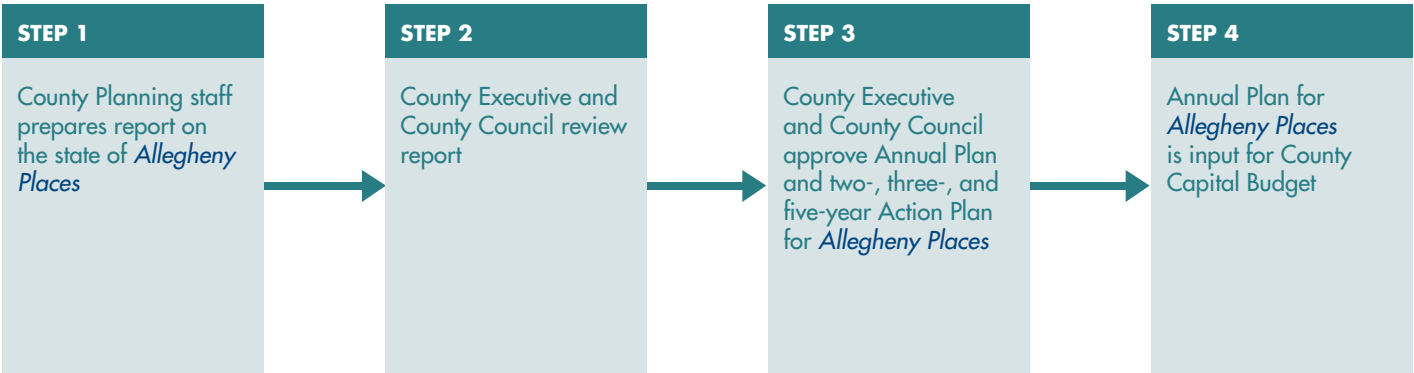 STEP 1
County Planning staff
prepares report on
the state of Allegheny
Places
STEP 2
County Executive and
County Council review
report
STEP 3
County Executive
and County Council
approve Annual Plan
and two-, three-, and
five-year Action Plan
for Allegheny Places
STEP 4
Annual Plan for
Allegheny Places
is input for County
Capital Budget